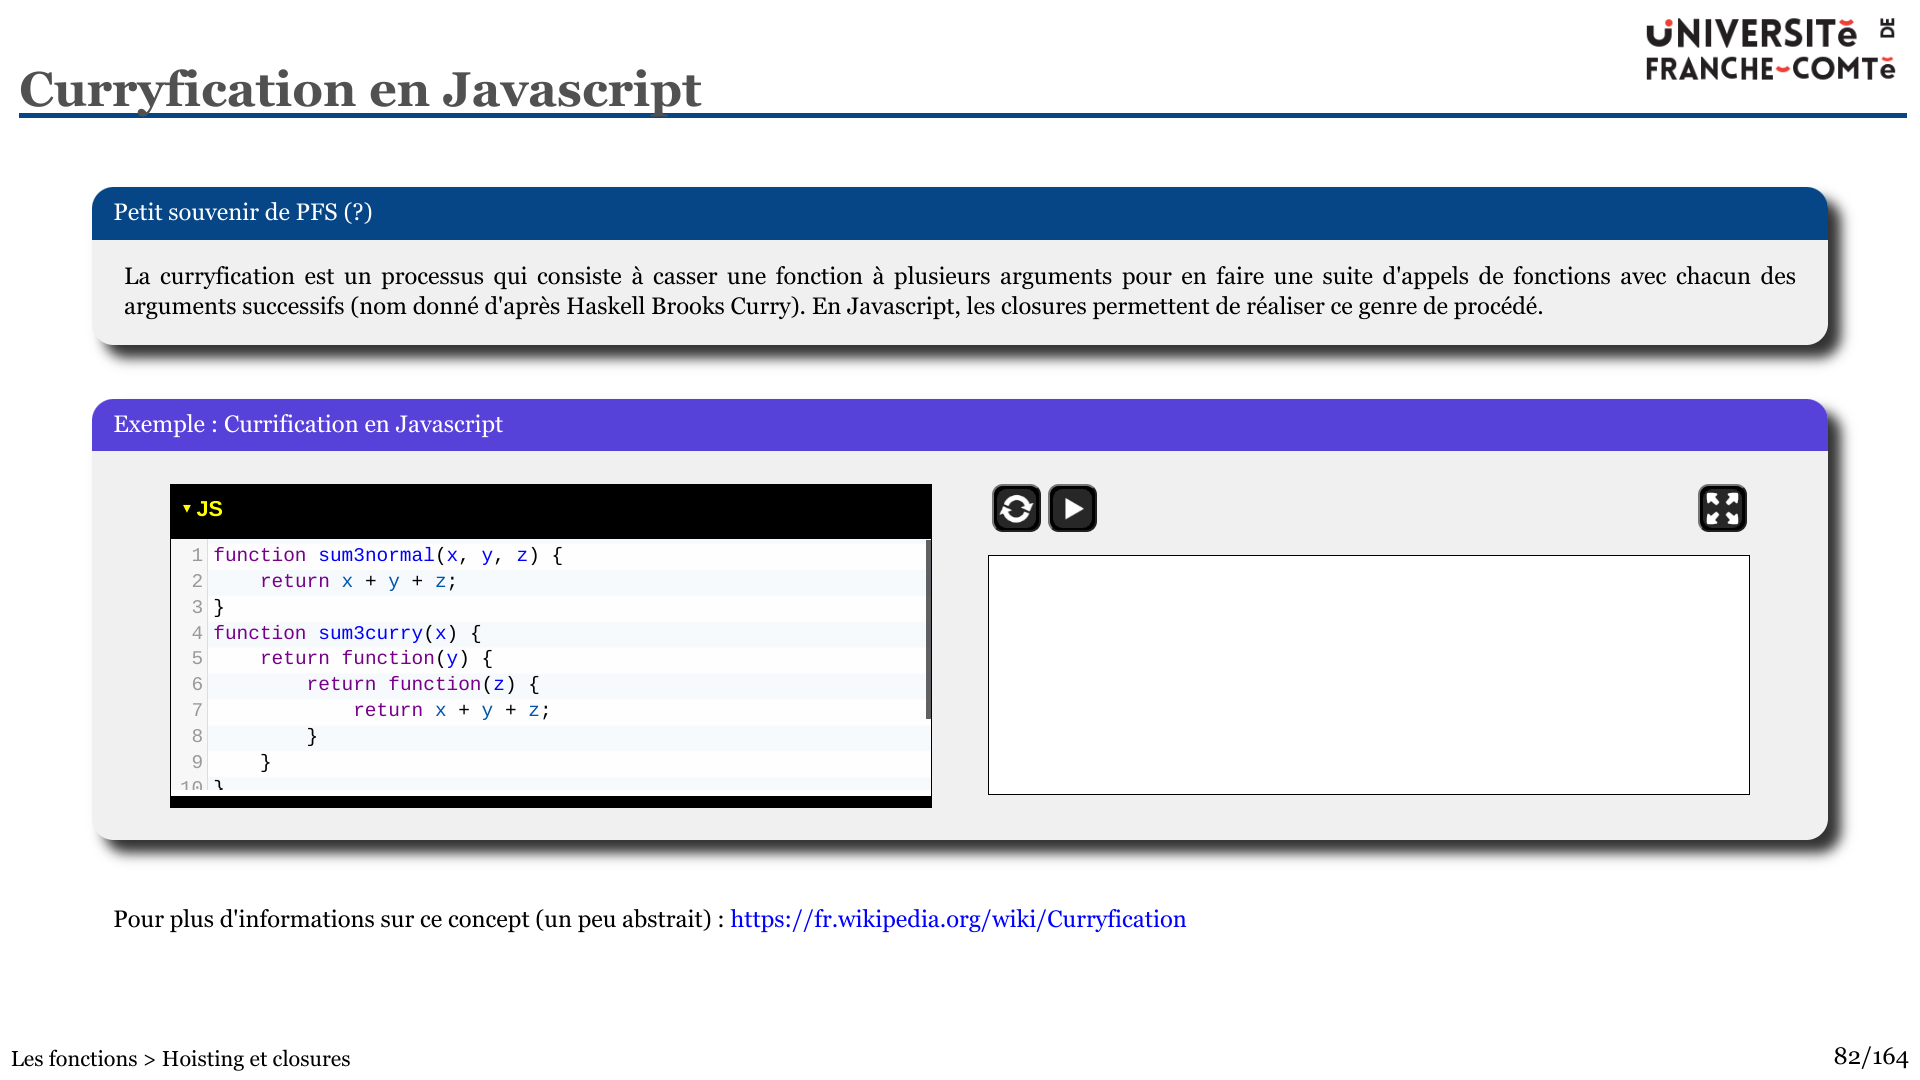 UNIVERSITĕ DE
FRANCHE-COMTĕ
Curryfication en Javascript
Petit souvenir de PFS (?)
La curryfication est un processus qui consiste à casser une fonction à plusieurs arguments pour en faire une suite d'appels de fonctions avec chacun des
arguments successifs (nom donné d'après Haskell Brooks Curry). En Javascript, les closures permettent de réaliser ce genre de procédé.
Exemple : Currification en Javascript
▾ JS
1 function sum3normal(x, y, z) {
2     return x + y + z;
3 }
4 function sum3curry(x) {
5     return function(y) {
6         return function(z) {
7             return x + y + z;
8         }
9     }
10 }
Pour plus d'informations sur ce concept (un peu abstrait) : https://fr.wikipedia.org/wiki/Curryfication
Les fonctions > Hoisting et closures
82/164